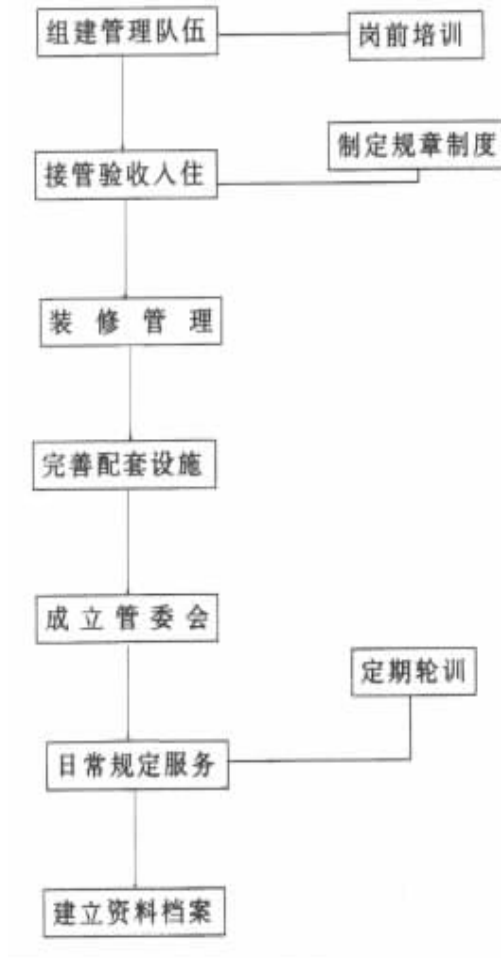 组建管理队伍
岗前培训
制定规章制度
接管验收入住
装修管理
完善配套设施
成立管委会
定期轮训
日常规定服务
建立资料档案